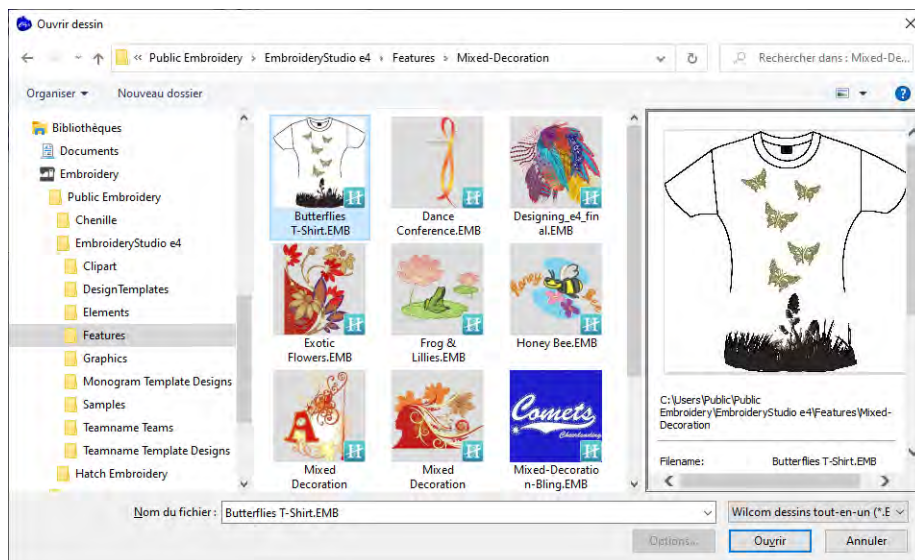 Ouvrir dessin
« Public Embroidery › EmbroideryStudio e4 › Features › Mixed-Decoration
Rechercher dans : Mixed-De...
Organiser Nouveau dossier
Bibliothèques
Documents
Embroidery
Public Embroidery
Chenille
EmbroideryStudio e4
Clipart
DesignTemplates
Elements
Features
Graphics
Monogram Template Designs
Samples
Teamname Teams
Teamname Template Designs
Hatch Embroidery
Butterflies
T-Shirt.EMB
Dance
Conference.EMB
Designing_e4_fin
al.EMB
Exotic
Flowers.EMB
Frog &
Lillies.EMB
Honey Bee.EMB
Mixed
Decoration
Mixed
Decoration
Comets
Cheerleading
Mixed-Decoratio
n-Bling.EMB
C:\Users\Public\Public
Embroidery\EmbroideryStudio e4\Features\Mixed-
Decoration
Filename: Butterflies T-Shirt.EMB
Nom du fichier : Butterflies T-Shirt.EMB
Wilcom dessins tout-en-un (*.E
Options...
Ouvrir
Annuler